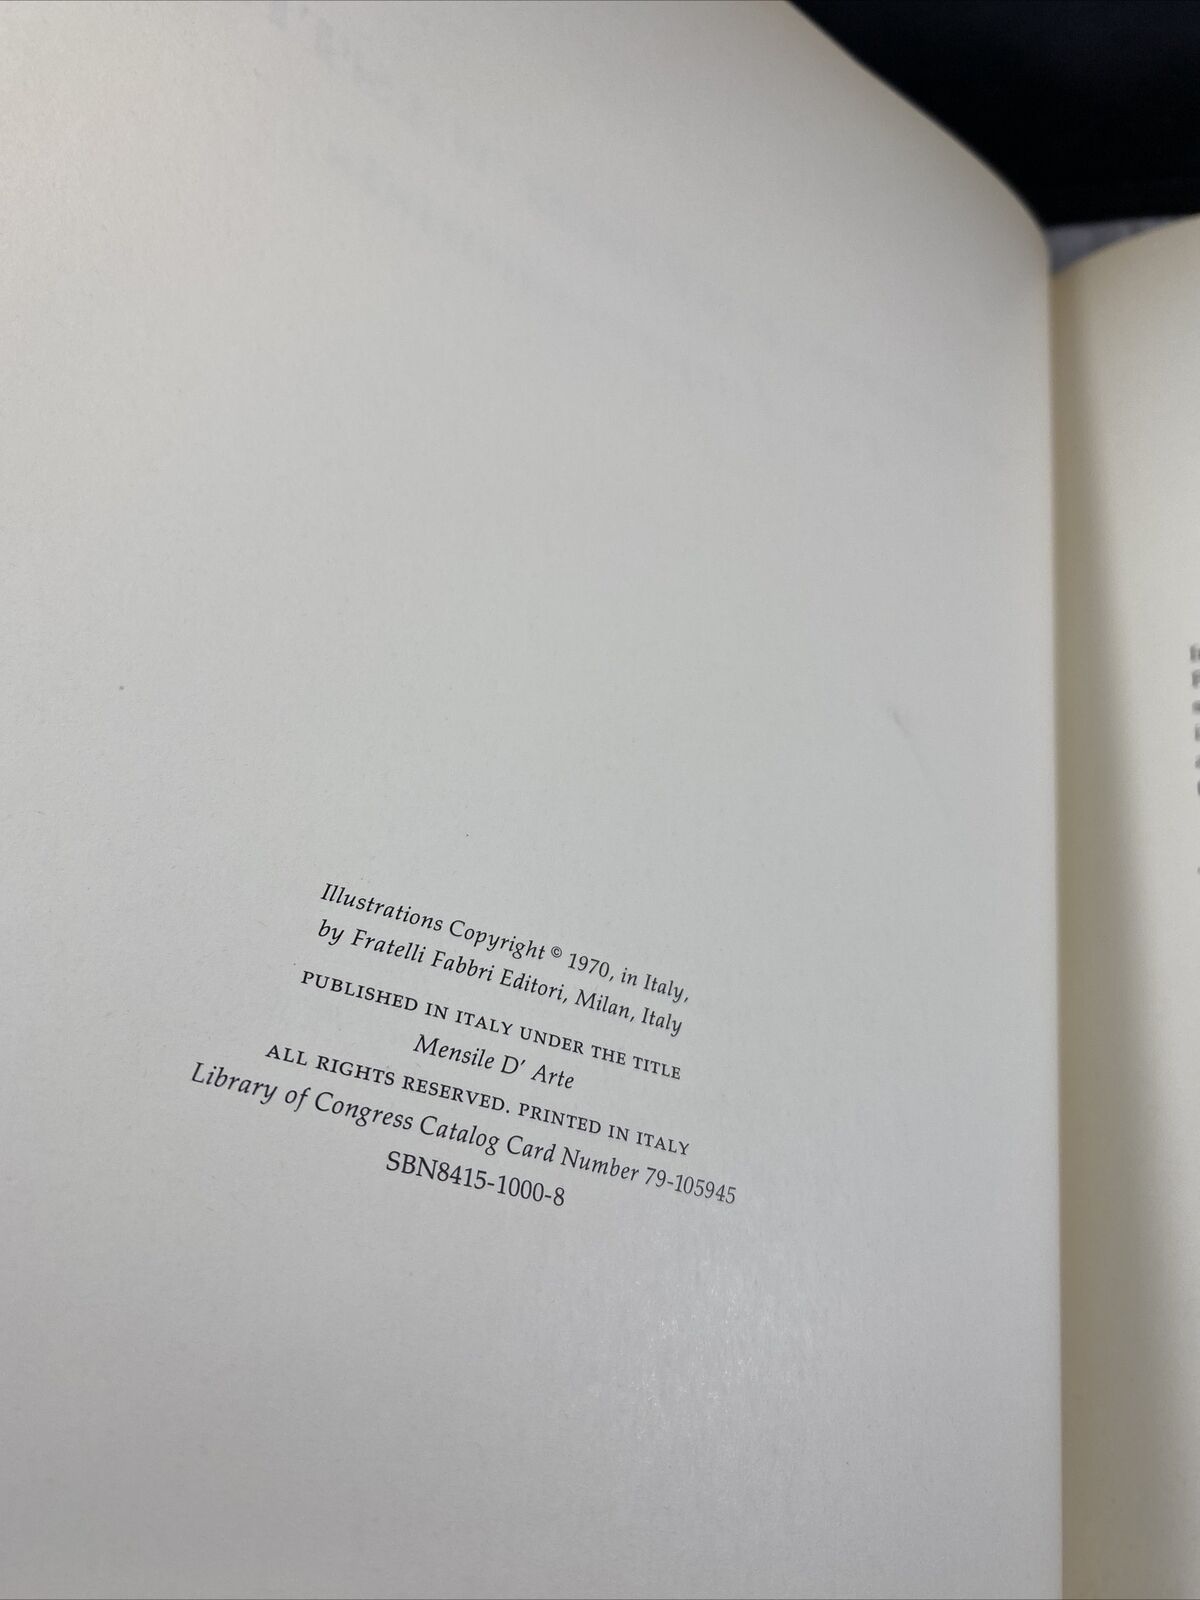 Illustrations Copyright © 1970, in Italy,
by Fratelli Fabbri Editori, Milan, Italy
PUBLISHED IN ITALY UNDER THE TITLE
Mensile D' Arte
ALL RIGHTS RESERVED. PRINTED IN ITALY
Library of Congress Catalog Card Number 79-105945
SBN8415-1000-8